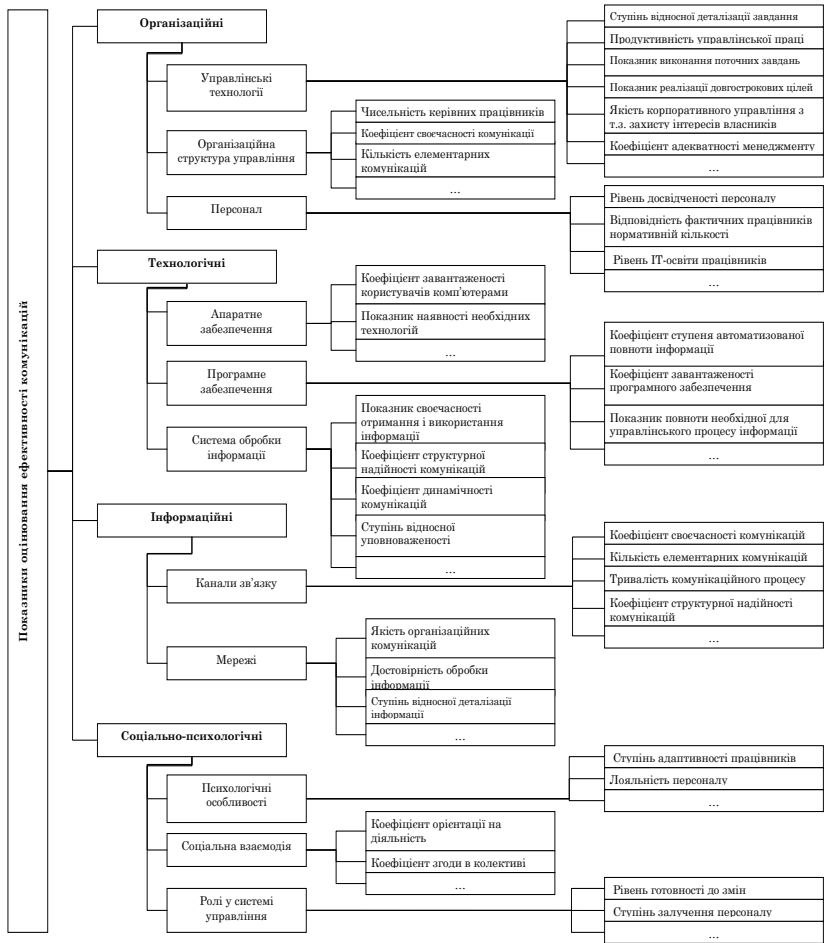 Показники оцінювання ефективності комунікацій
Організаційні
Управлінські
технології
Ступінь відносної деталізації завдання
Продуктивність управлінської праці
Показник виконання поточних завдань
Показник реалізації довгострокових цілей
Якість корпоративного управління з
т.з. захисту інтересів власників
Коефіцієнт адекватності менеджменту
...
Організаційна
структура управління
Чисельність керівних працівників
Коефіцієнт своєчасності комунікації
Кількість елементарних
комунікацій
...
Персонал
Рівень досвідченості персоналу
Відповідність фактичних працівників
нормативній кількості
Рівень ІТ-освіти працівників
...
Технологічні
Апаратне
забезпечення
Коефіцієнт завантаженості
користувачів комп’ютерами
Показник наявності необхідних
технологій
...
Програмне
забезпечення
Коефіцієнт ступеня автоматизованої
повноти інформації
Коефіцієнт завантаженості
програмного забезпечення
Показник повноти необхідної для
управлінського процесу інформації
...
Система обробки
інформації
Показник своєчасності
отримання і використання
інформації
Коефіцієнт структурної
надійності комунікацій
Коефіцієнт динамічності
комунікацій
Ступінь відносної
уповноваженості
...
Інформаційні
Канали зв’язку
Коефіцієнт своєчасності комунікацій
Кількість елементарних комунікацій
Тривалість комунікаційного процесу
Коефіцієнт структурної надійності
комунікацій
...
Мережі
Якість організаційних
комунікацій
Достовірність обробки
інформації
Ступінь відносної деталізації
інформації
...
Соціально-психологічні
Психологічні
особливості
Ступінь адаптивності працівників
Лояльність персоналу
...
Соціальна взаємодія
Коефіцієнт орієнтації на
діяльність
Коефіцієнт згоди в колективі
...
Ролі у системі
управління
Рівень готовності до змін
Ступінь залучення персоналу
...